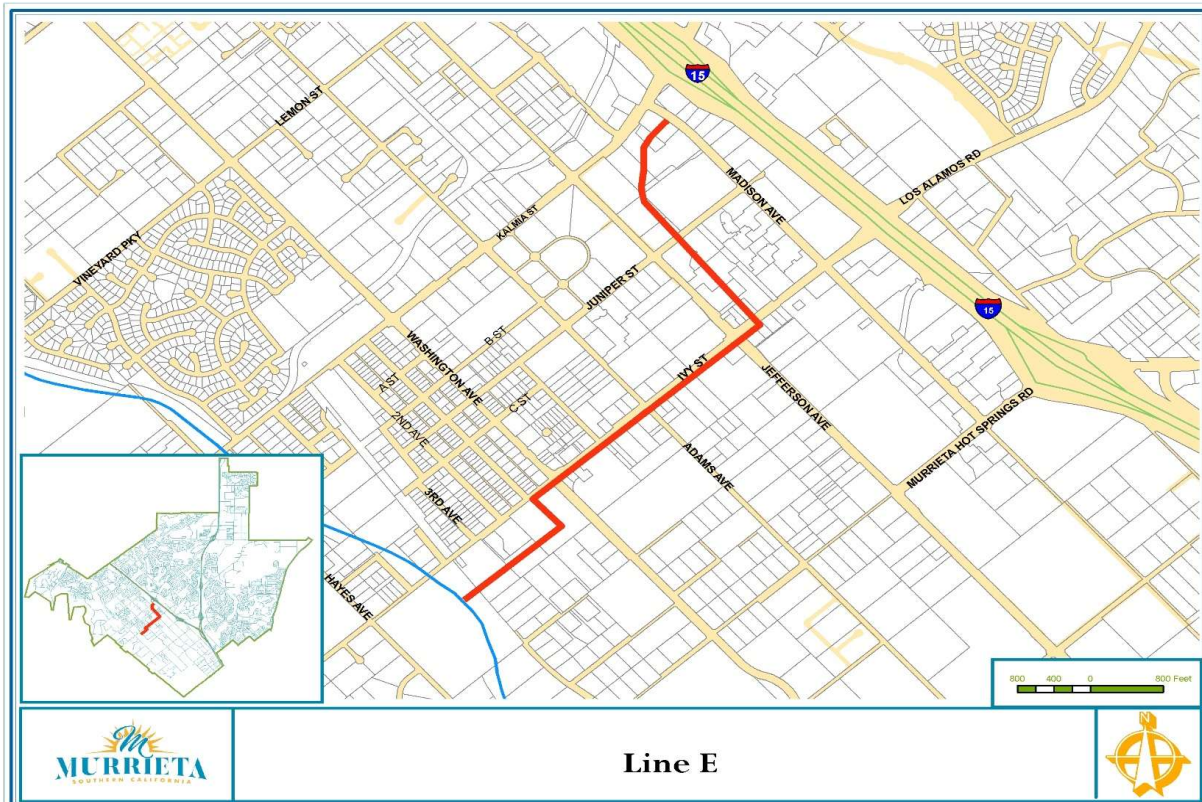 15
LEMON ST
LOS ALAMOS RD
MADISON AVE
KALMIA ST
VINEYARD PKY
JUNIPER ST
15
B ST
WASHINGTON AVE
IVY ST
A ST
JEFFERSON AVE
C ST
2ND AVE
MURRIETA HOT SPRINGS RD
ADAMS AVE
3RD AVE
HAYES AVE
800 400 0 800 Feet
M
MURRIETA
SOUTHERN CALIFORNIA
Line E
N